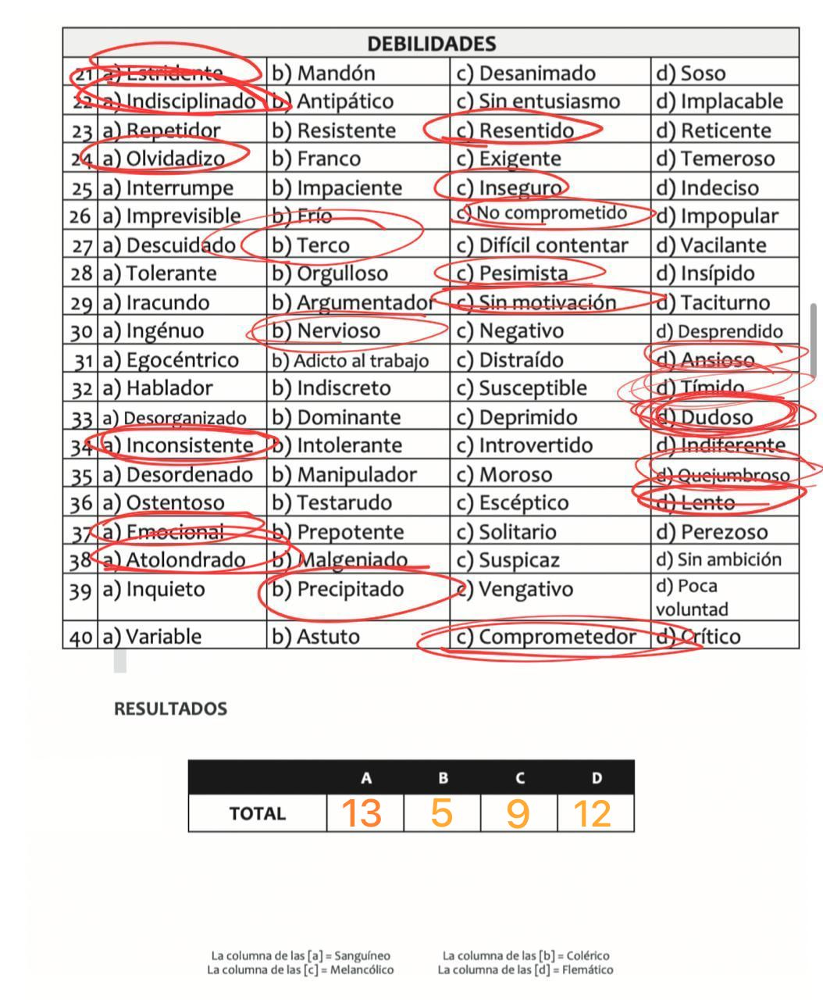 DEBILIDADES
21 a) Estridente b) Mandón c) Desanimado d) Soso
22 a) Indisciplinado b) Antipático c) Sin entusiasmo d) Implacable
23 a) Repetidor b) Resistente c) Resentido d) Reticente
24 a) Olvidadizo b) Franco c) Exigente d) Temeroso
25 a) Interrumpe b) Impaciente c) Inseguro d) Indeciso
26 a) Imprevisible b) Frío c) No comprometido d) Impopular
27 a) Descuidado b) Terco c) Difícil contentar d) Vacilante
28 a) Tolerante b) Orgulloso c) Pesimista d) Insípido
29 a) Iracundo b) Argumentador c) Sin motivación d) Taciturno
30 a) Ingénuo b) Nervioso c) Negativo d) Desprendido
31 a) Egocéntrico b) Adicto al trabajo c) Distraído d) Ansioso
32 a) Hablador b) Indiscreto c) Susceptible d) Tímido
33 a) Desorganizado b) Dominante c) Deprimido d) Dudoso
34 a) Inconsistente b) Intolerante c) Introvertido d) Indiferente
35 a) Desordenado b) Manipulador c) Moroso d) Quejumbroso
36 a) Ostentoso b) Testarudo c) Escéptico d) Lento
37 a) Emocional b) Prepotente c) Solitario d) Perezoso
38 a) Atolondrado b) Malgeniado c) Suspicaz d) Sin ambición
39 a) Inquieto b) Precipitado c) Vengativo d) Poca
voluntad
40 a) Variable b) Astuto c) Comprometedor d) Crítico
RESULTADOS
A B C D
TOTAL 13 5 9 12
La columna de las [a] = Sanguíneo La columna de las [b] = Colérico
La columna de las [c] = Melancólico La columna de las [d] = Flemático